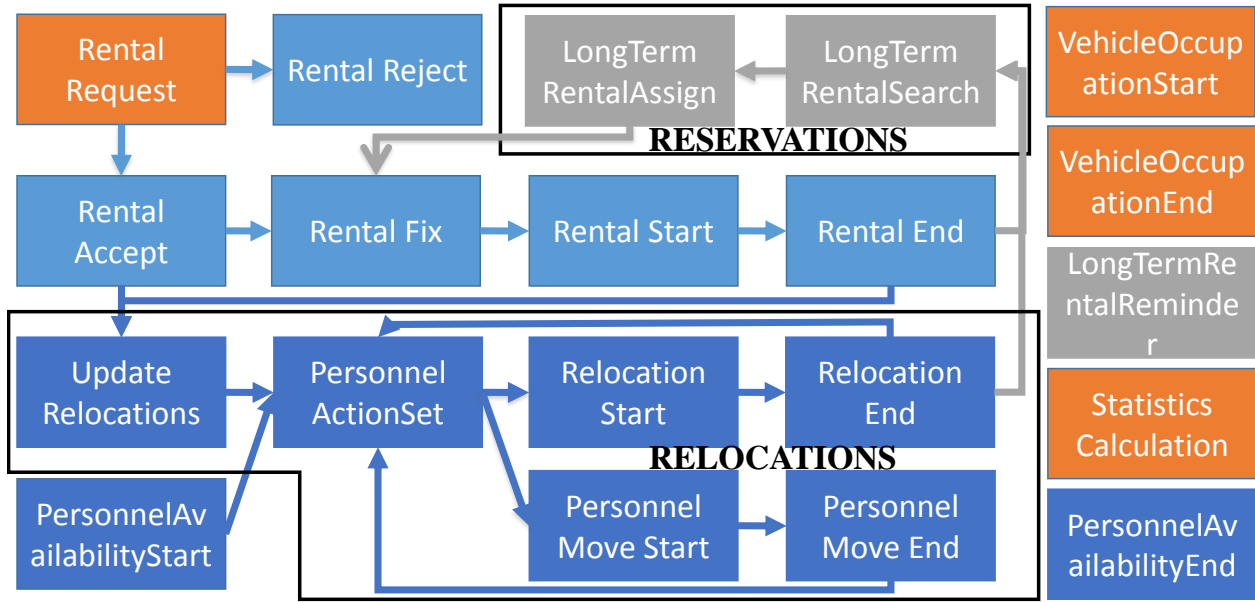 Rental
Request
Rental Reject
LongTerm
RentalAssign
LongTerm
RentalSearch
RESERVATIONS
VehicleOccup
ationStart
VehicleOccup
ationEnd
Rental
Accept
Rental Fix
Rental Start
Rental End
LongTermRe
ntalReminde
r
Update
Relocations
Personnel
ActionSet
Relocation
Start
Relocation
End
RELOCATIONS
Statistics
Calculation
PersonnelAv
ailabilityStart
Personnel
Move Start
Personnel
Move End
PersonnelAv
ailabilityEnd